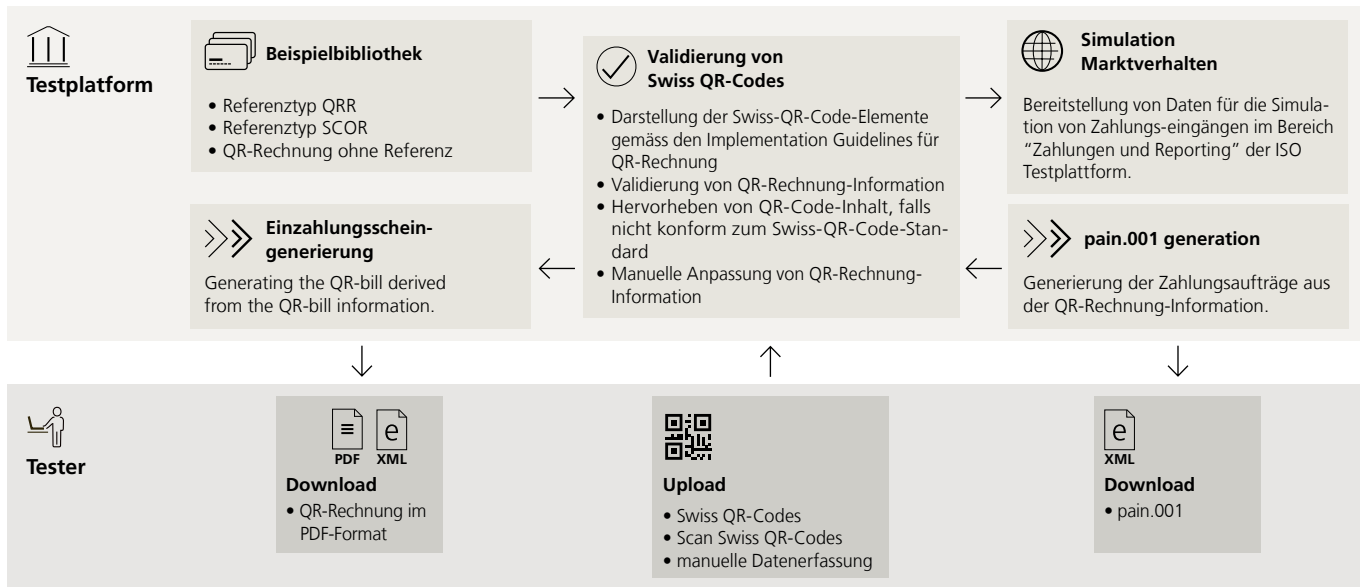 Testplatform
Beispielbibliothek
• Referenztyp QRR
• Referenztyp SCOR
• QR-Rechnung ohne Referenz
Validierung von
Swiss QR-Codes
• Darstellung der Swiss-QR-Code-Elemente
gemäss den Implementation Guidelines für
QR-Rechnung
• Validierung von QR-Rechnung-Information
• Hervorheben von QR-Code-Inhalt, falls
nicht konform zum Swiss-QR-Code-Stan-
dard
• Manuelle Anpassung von QR-Rechnung-
Information
Simulation
Marktverhalten
Bereitstellung von Daten für die Simula-
tion von Zahlungs-eingängen im Bereich
“Zahlungen und Reporting” der ISO
Testplattform.
Einzahlungsschein-
generierung
Generating the QR-bill derived
from the QR-bill information.
pain.001 generation
Generierung der Zahlungsaufträge aus
der QR-Rechnung-Information.
Tester
e
PDF XML
Download
• QR-Rechnung im
PDF-Format
Upload
• Swiss QR-Codes
• Scan Swiss QR-Codes
• manuelle Datenerfassung
e
XML
Download
• pain.001